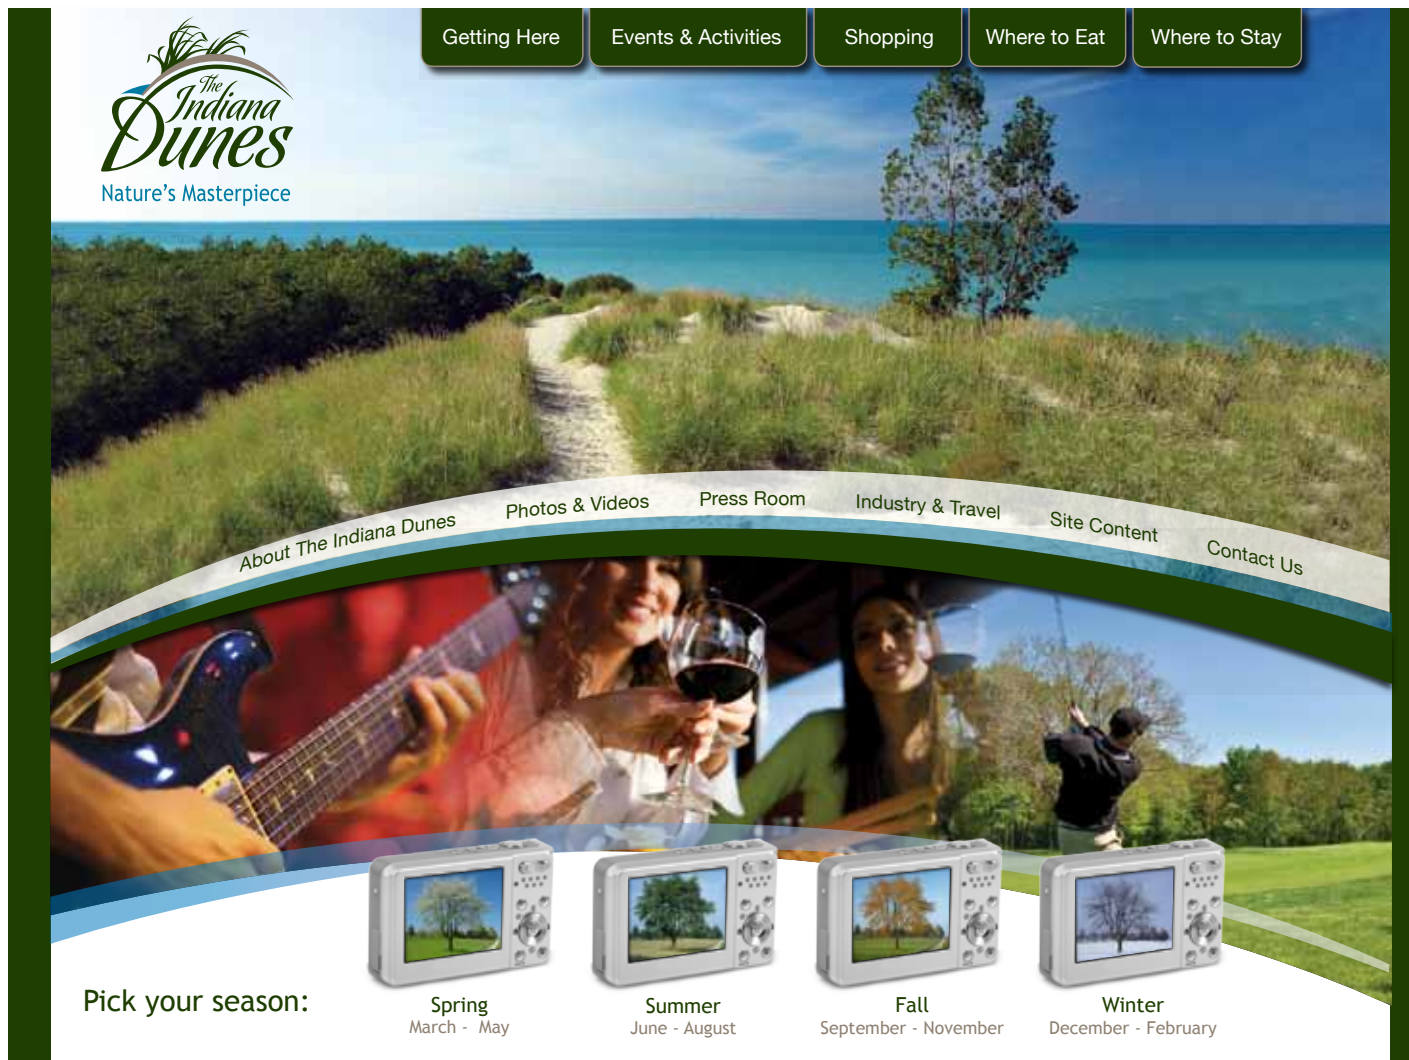 Getting Here
Events & Activities
Shopping
Where to Eat
Where to Stay
The
Indiana
Dunes
Nature's Masterpiece
About The Indiana Dunes
Photos & Videos
Press Room
Industry & Travel
Site Content
Contact Us
Pick your season:
Spring
March - May
Summer
June - August
Fall
September - November
Winter
December - February